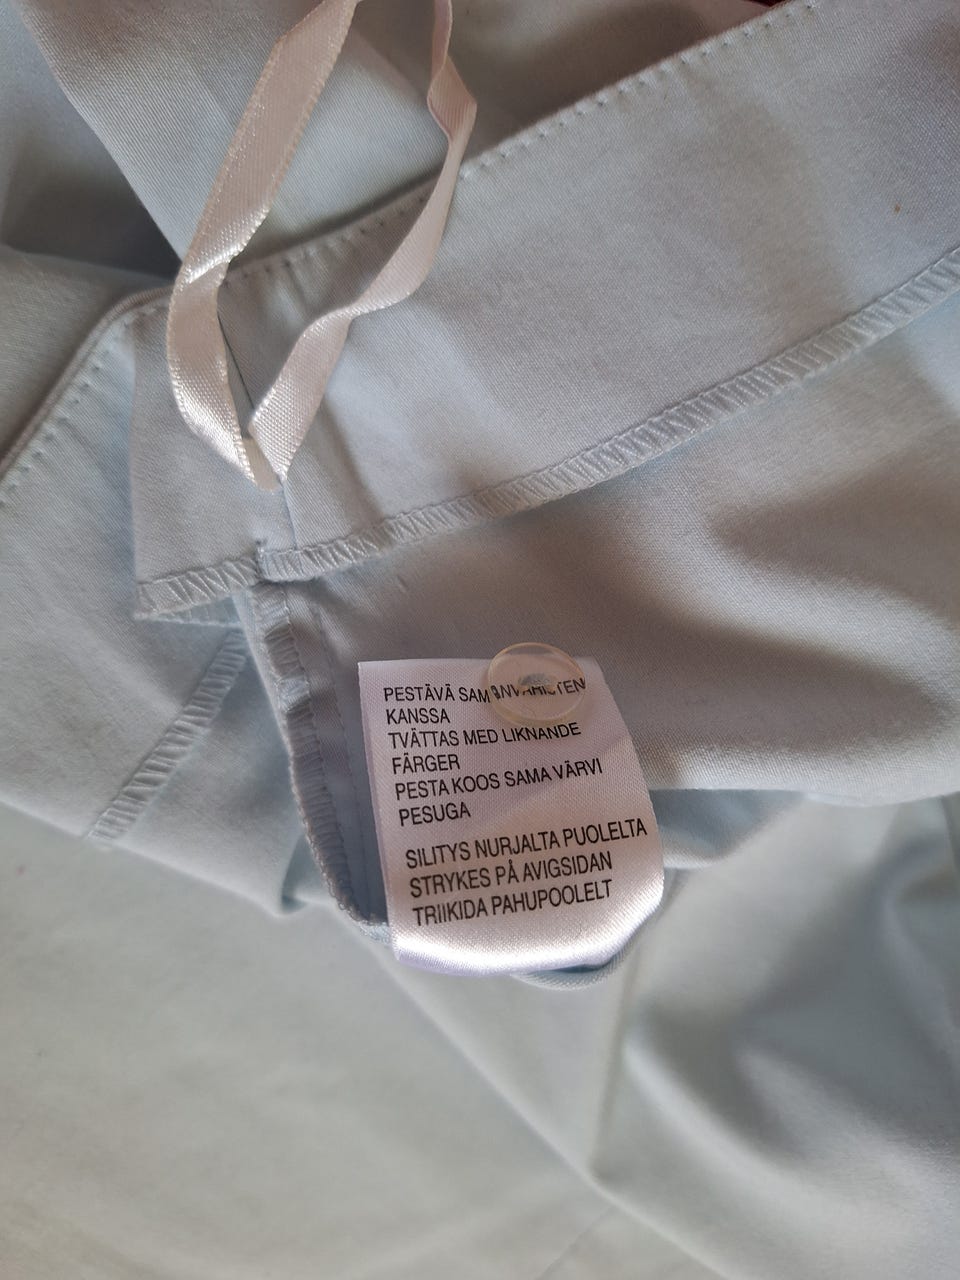 PESTÄVÄ SAMANVÄRISTEN
KANSSA
TVÄTTAS MED LIKNANDE
FÄRGER
PESTA KOOS SAMA VÄRVI
PESUGA
SILITYS NURJALTA PUOLELTA
STRYKES PÅ AVIGSIDAN
TRIIKIDA PAHUPOOLELT